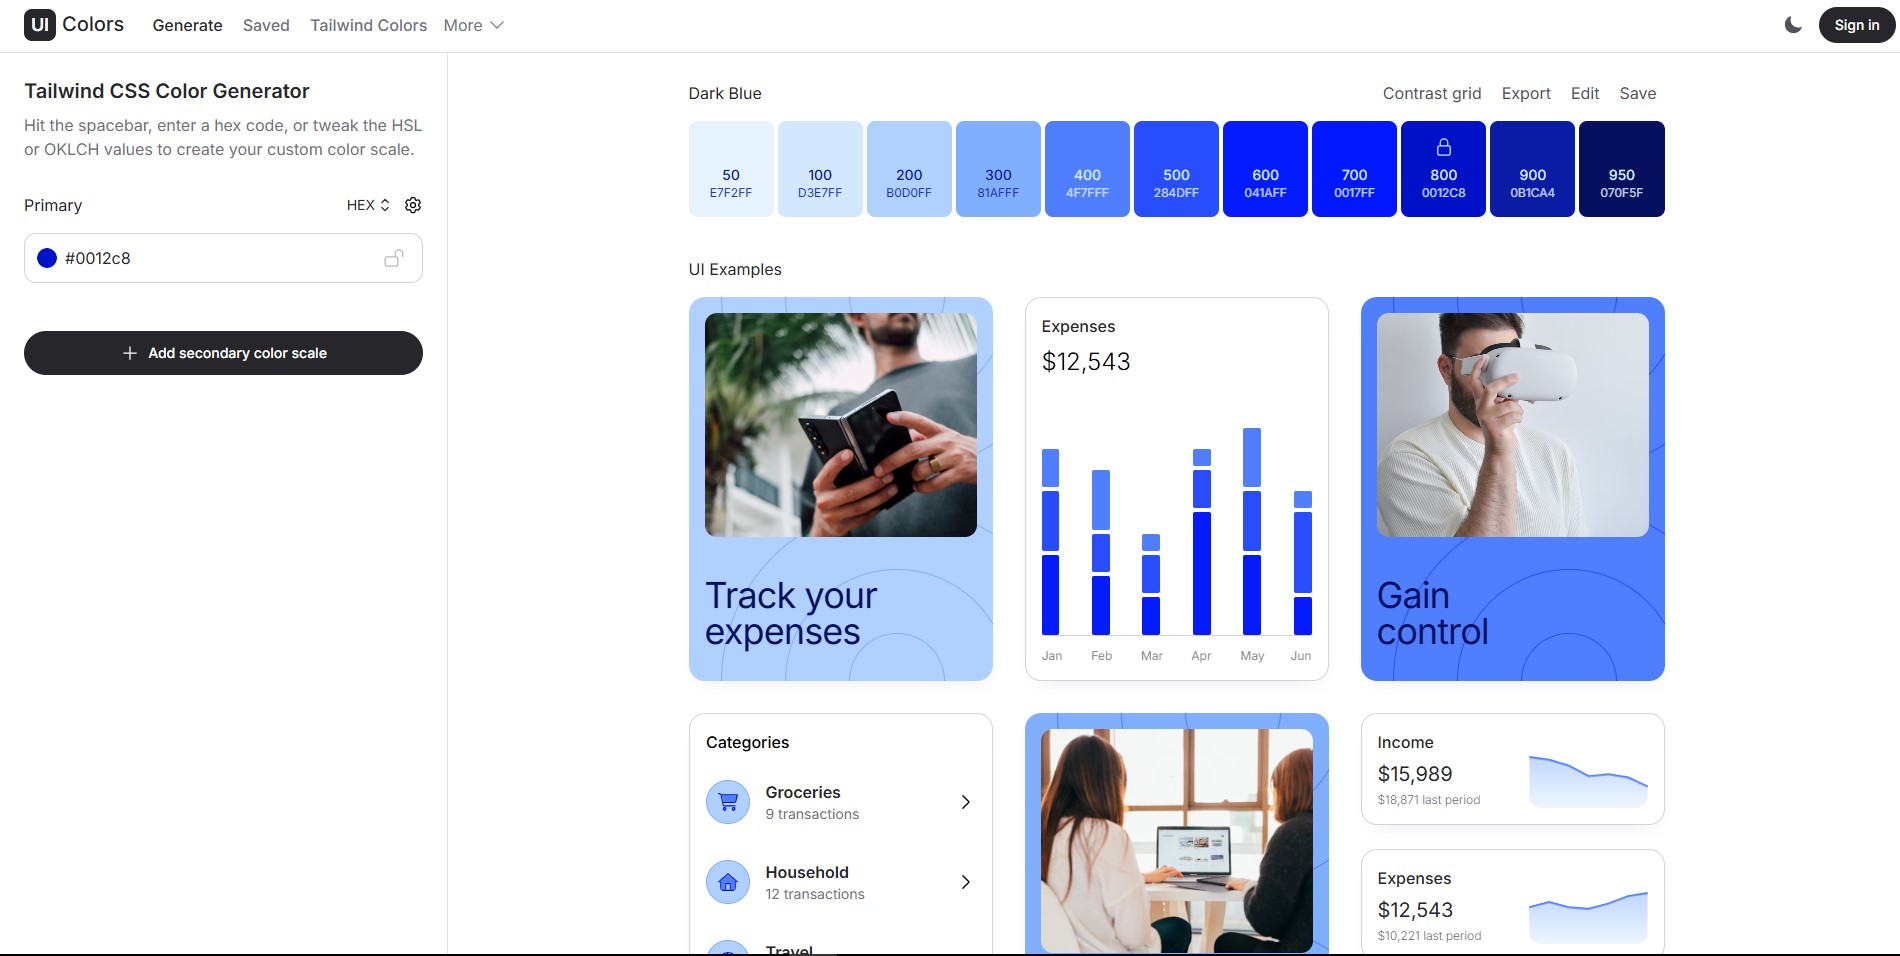 UI Colors
Generate
Saved
Tailwind Colors
More
Sign in
Tailwind CSS Color Generator
Hit the spacebar, enter a hex code, or tweak the HSL
or OKLCH values to create your custom color scale.
Primary
HEX
#0012c8
Add secondary color scale
Dark Blue
Contrast grid
Export
Edit
Save
50
E7F2FF
100
D3E7FF
200
B0D0FF
300
81AFFF
400
4F7FFF
500
284DFF
600
041AFF
700
0017FF
800
0012C8
900
0B1CA4
950
070F5F
UI Examples
Track your
expenses
Expenses
$12,543
Jan
Feb
Mar
Apr
May
Jun
Gain
control
Categories
Groceries
9 transactions
Household
12 transactions
Travel
Income
$15,989
$18,871 last period
Expenses
$12,543
$10,221 last period